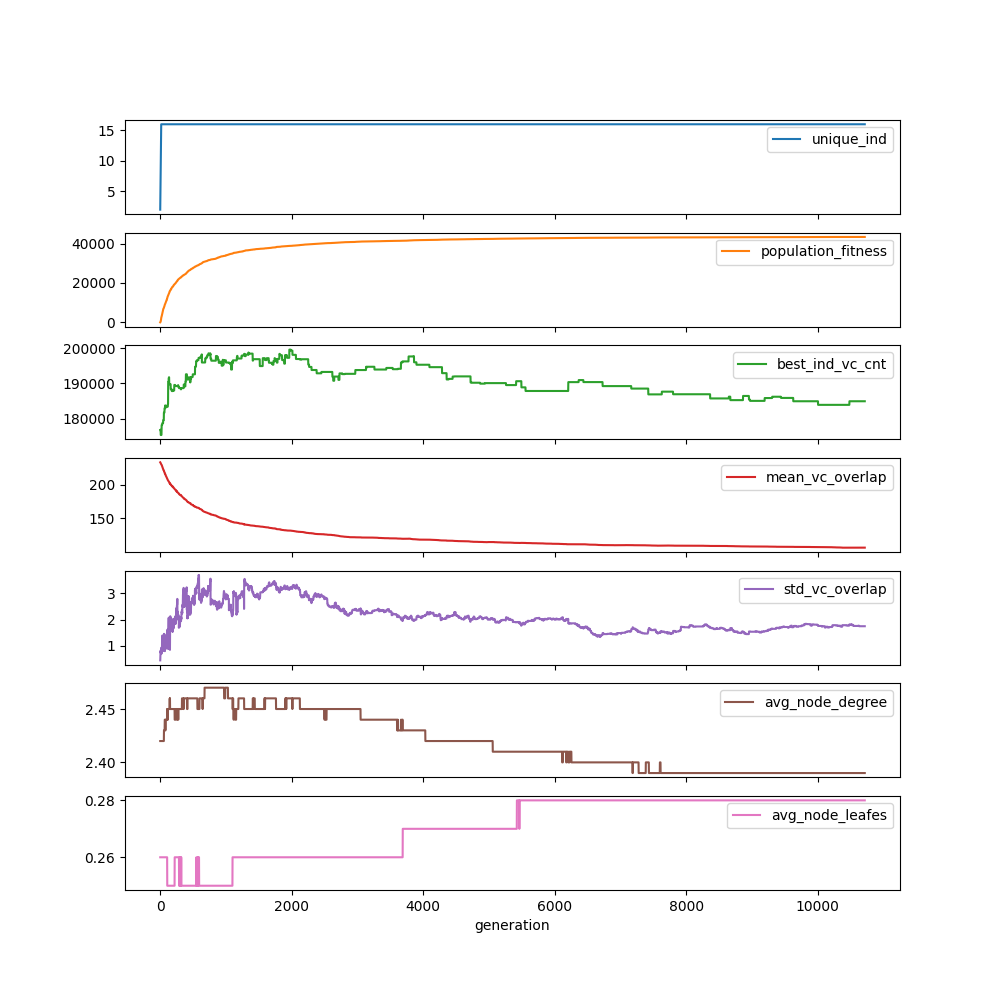 15
10
5
unique_ind
40000
20000
0
population_fitness
200000
190000
180000
best_ind_vc_cnt
200
150
mean_vc_overlap
3
2
1
std_vc_overlap
2.45
2.40
avg_node_degree
0.28
0.26
avg_node_leafes
0 2000 4000 6000 8000 10000
generation